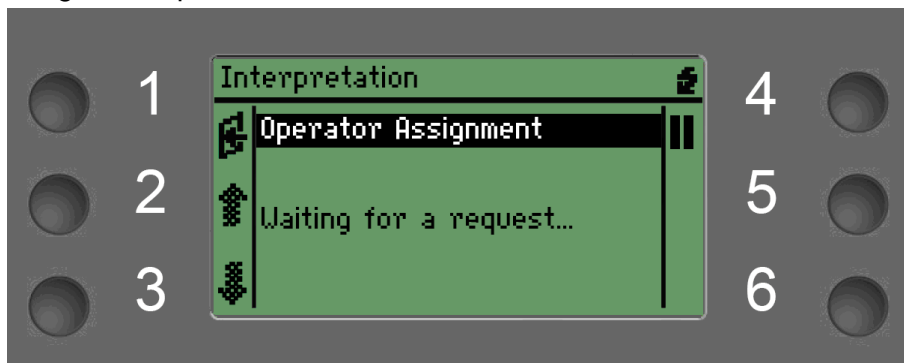 Interpretation
Operator Assignment
Waiting for a request...
1
2
3
4
5
6